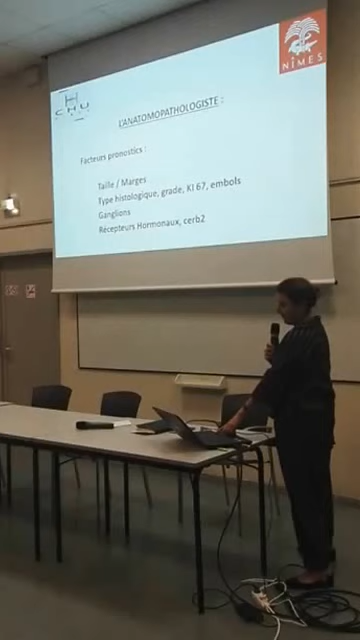 CHU
NÎMES
L'ANATOMOPATHOLOGISTE :
Facteurs pronostics :
Taille / Marges
Type histologique, grade, KI 67, embols
Ganglions
Récepteurs Hormonaux, cerb2